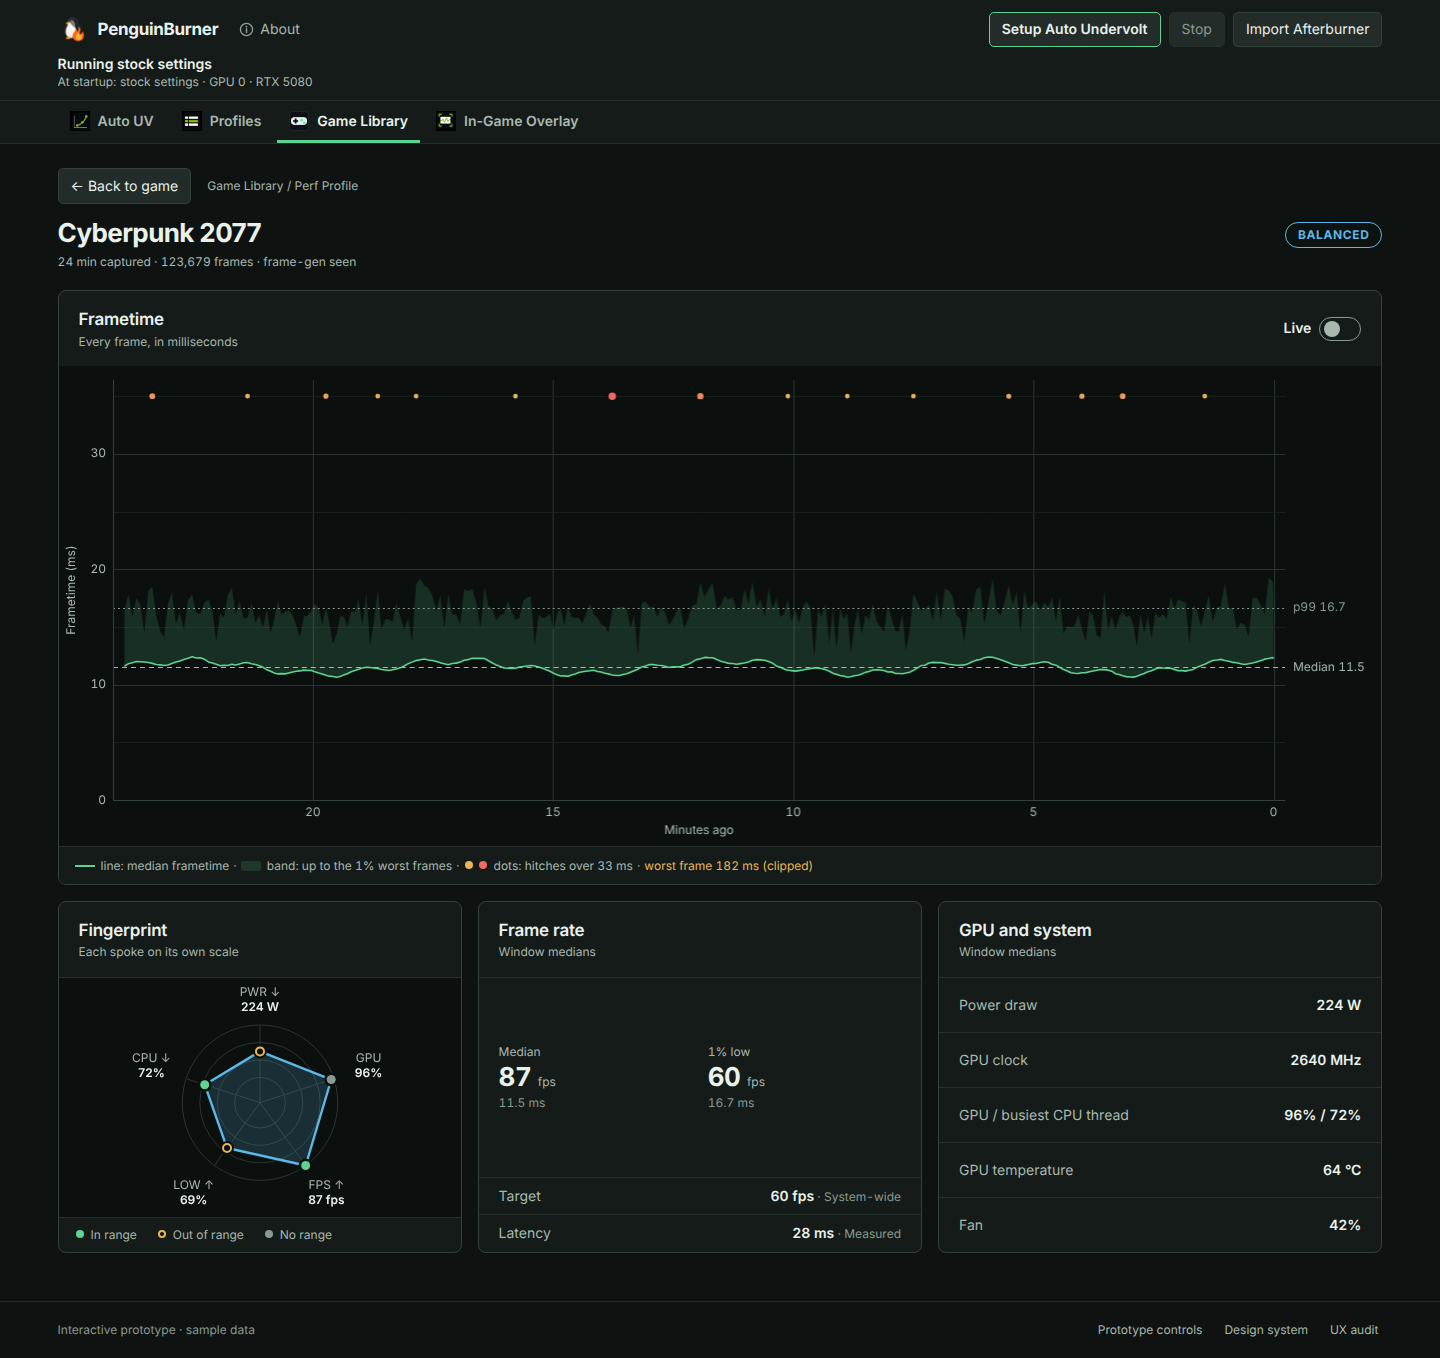 PenguinBurner
About
Setup Auto Undervolt
Stop
Import Afterburner
Running stock settings
At startup: stock settings · GPU 0 · RTX 5080
Auto UV
Profiles
Game Library
In-Game Overlay
← Back to game
Game Library / Perf Profile
Cyberpunk 2077
BALANCED
24 min captured · 123,679 frames · frame-gen seen
Frametime
Every frame, in milliseconds
Live
Frametime (ms)
30
20
10
0
p99 16.7
Median 11.5
20
15
10
5
0
Minutes ago
line: median frametime · band: up to the 1% worst frames · dots: hitches over 33 ms · worst frame 182 ms (clipped)
Fingerprint
Each spoke on its own scale
PWR ↓
224 W
CPU ↓
72%
GPU
96%
LOW ↑
69%
FPS ↑
87 fps
In range
Out of range
No range
Frame rate
Window medians
Median
87 fps
11.5 ms
1% low
60 fps
16.7 ms
Target
60 fps · System-wide
Latency
28 ms · Measured
GPU and system
Window medians
Power draw
224 W
GPU clock
2640 MHz
GPU / busiest CPU thread
96% / 72%
GPU temperature
64 °C
Fan
42%
Interactive prototype · sample data
Prototype controls
Design system
UX audit